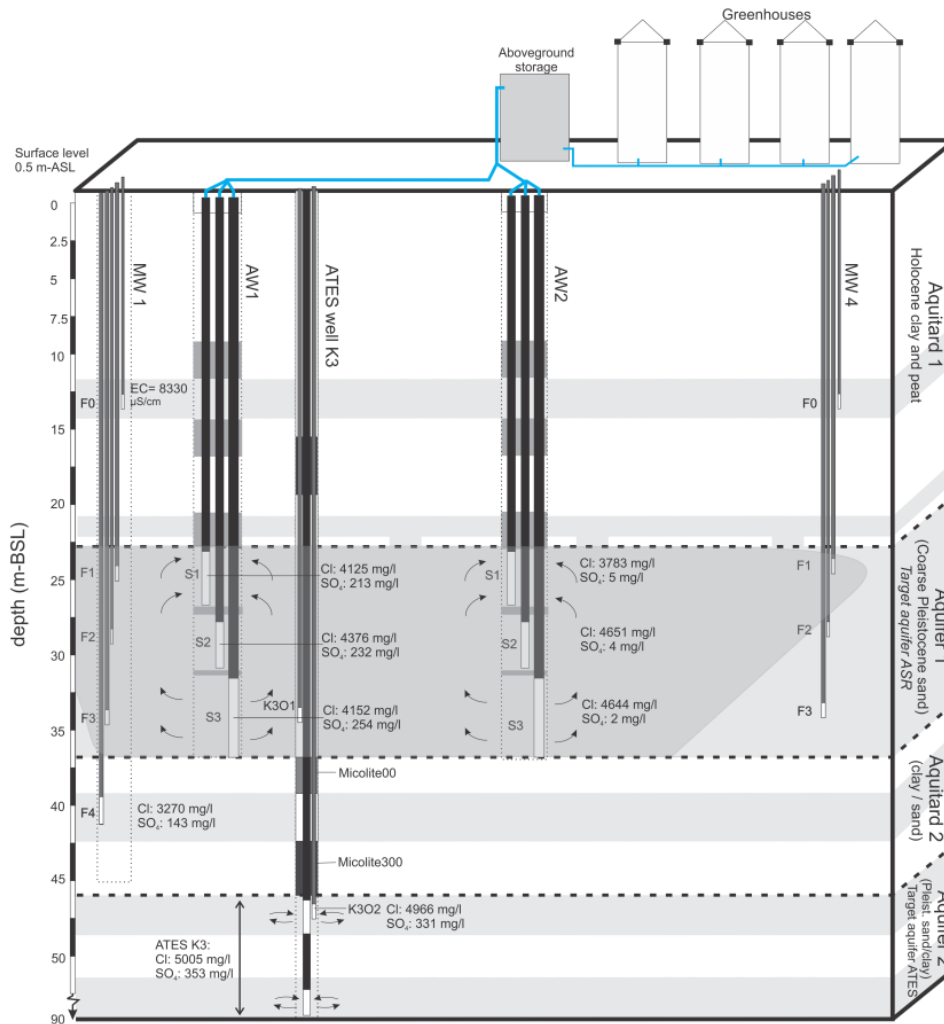 Greenhouses
Aboveground
storage
Surface level
0.5 m-ASL
0
2.5
5
7.5
10
15
20
25
30
35
40
45
50
90
depth (m-BSL)
MW 1
AW1
ATES well K3
AW2
MW 4
EC= 8330
µS/cm
F0
F1
F2
F3
F4
S1
S2
S3
Cl: 4125 mg/l
SO₄: 213 mg/l
Cl: 4376 mg/l
SO₄: 232 mg/l
K3O1
Cl: 4152 mg/l
SO₄: 254 mg/l
Micolite00
Micolite300
Cl: 3270 mg/l
SO₄: 143 mg/l
K3O2 Cl: 4966 mg/l
SO₄: 331 mg/l
ATES K3:
Cl: 5005 mg/l
SO₄: 353 mg/l
S1
S2
S3
Cl: 3783 mg/l
SO₄: 5 mg/l
Cl: 4651 mg/l
SO₄: 4 mg/l
Cl: 4644 mg/l
SO₄: 2 mg/l
F0
F1
F2
F3
Aquitard 1
Holocene clay and peat
Aquifer 1
(Coarse Pleistocene sand)
Target aquifer ASR
Aquitard 2
(clay / sand)
Aquifer 2
(Pleist. sand/clay)
Target aquifer ATES